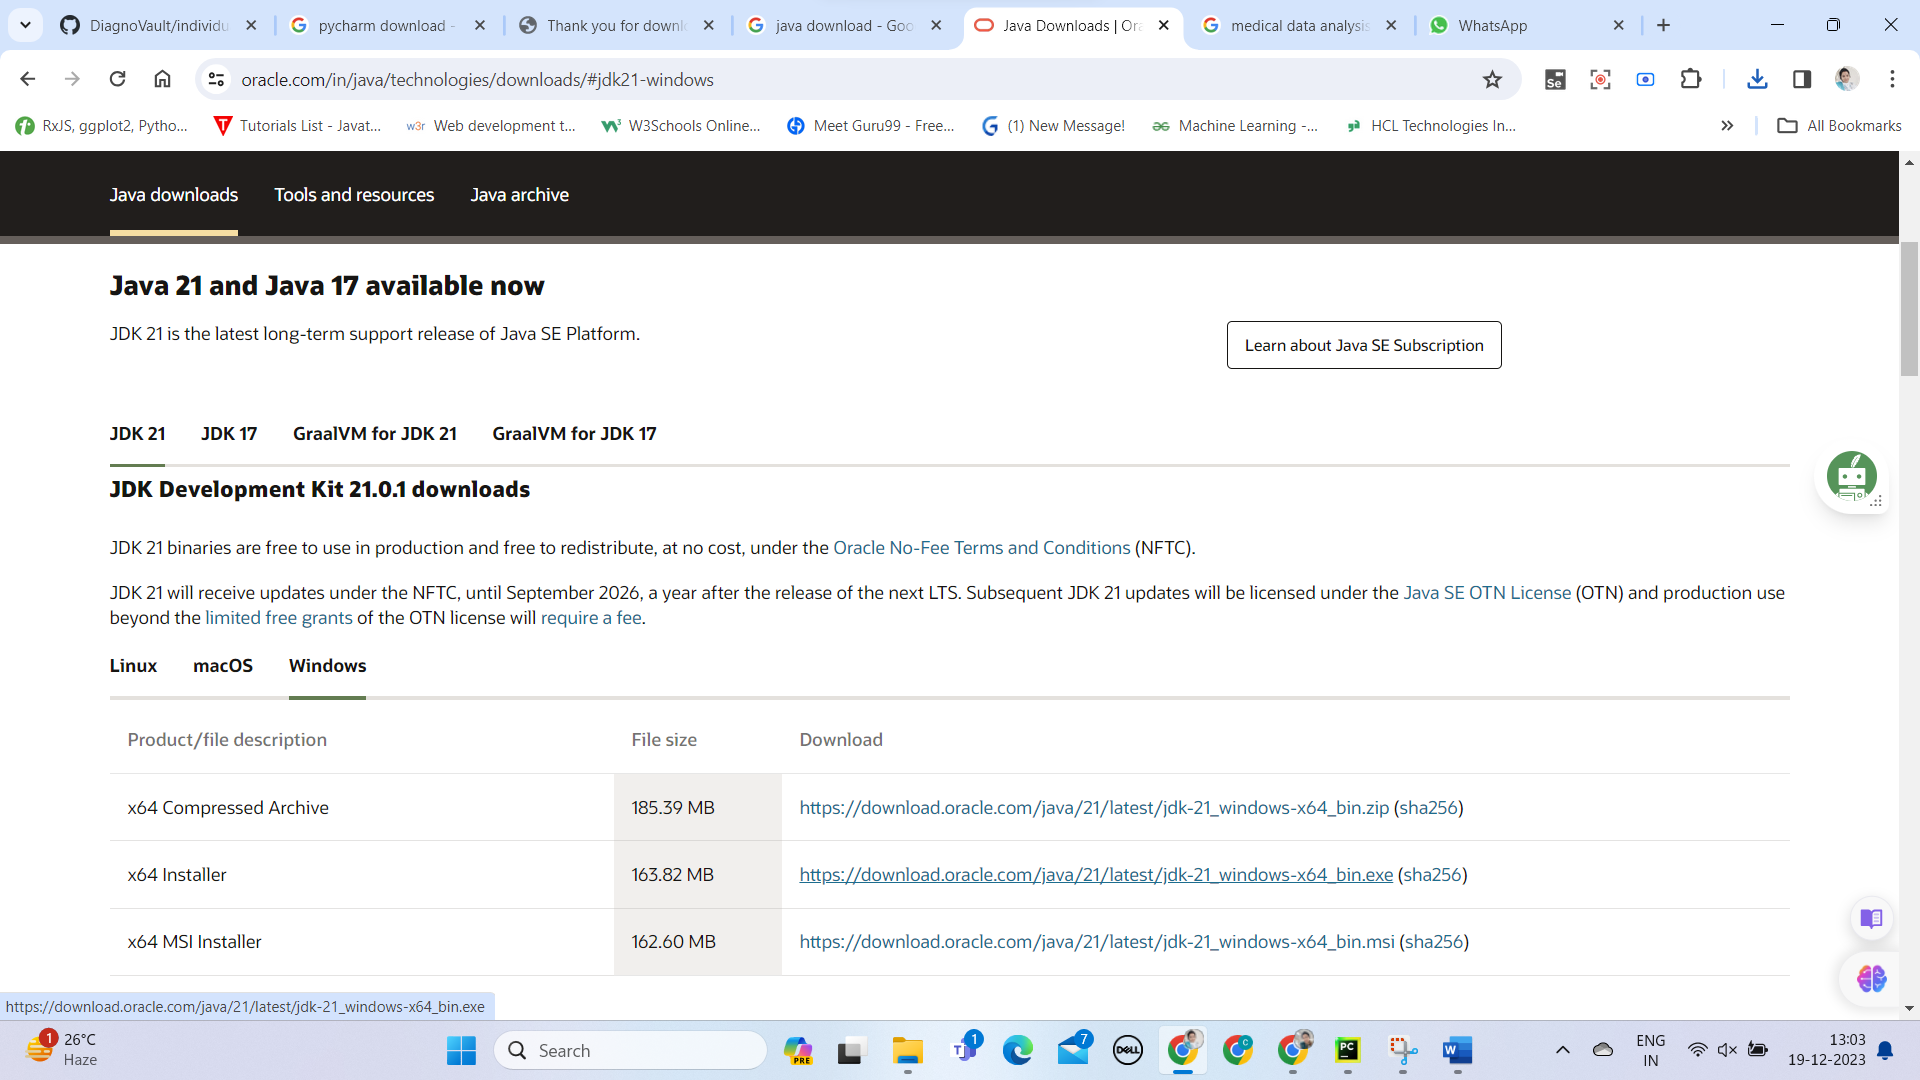 DiagnoVault/individu
pycharm download -
Thank you for downl
java download - Goo
Java Downloads | Ora
medical data analysis
WhatsApp
oracle.com/in/java/technologies/downloads/#jdk21-windows
Se
RxJS, ggplot2, Pytho...
Tutorials List - Javat...
w3r Web development t...
W3Schools Online...
Meet Guru99 - Free...
(1) New Message!
Machine Learning -...
HCL Technologies In...
All Bookmarks
Java downloads
Tools and resources
Java archive
Java 21 and Java 17 available now
JDK 21 is the latest long-term support release of Java SE Platform.
Learn about Java SE Subscription
JDK 21
JDK 17
GraalVM for JDK 21
GraalVM for JDK 17
JDK Development Kit 21.0.1 downloads
JDK 21 binaries are free to use in production and free to redistribute, at no cost, under the Oracle No-Fee Terms and Conditions (NFTC).
JDK 21 will receive updates under the NFTC, until September 2026, a year after the release of the next LTS. Subsequent JDK 21 updates will be licensed under the Java SE OTN License (OTN) and production use
beyond the limited free grants of the OTN license will require a fee.
Linux
macOS
Windows
Product/file description
File size
Download
x64 Compressed Archive
185.39 MB
https://download.oracle.com/java/21/latest/jdk-21_windows-x64_bin.zip (sha256)
x64 Installer
163.82 MB
https://download.oracle.com/java/21/latest/jdk-21_windows-x64_bin.exe (sha256)
x64 MSI Installer
162.60 MB
https://download.oracle.com/java/21/latest/jdk-21_windows-x64_bin.msi (sha256)
https://download.oracle.com/java/21/latest/jdk-21_windows-x64_bin.exe
1
26°C
Haze
Search
PRE
1
7
DELL
C
PC
W
ENG
IN
13:03
19-12-2023